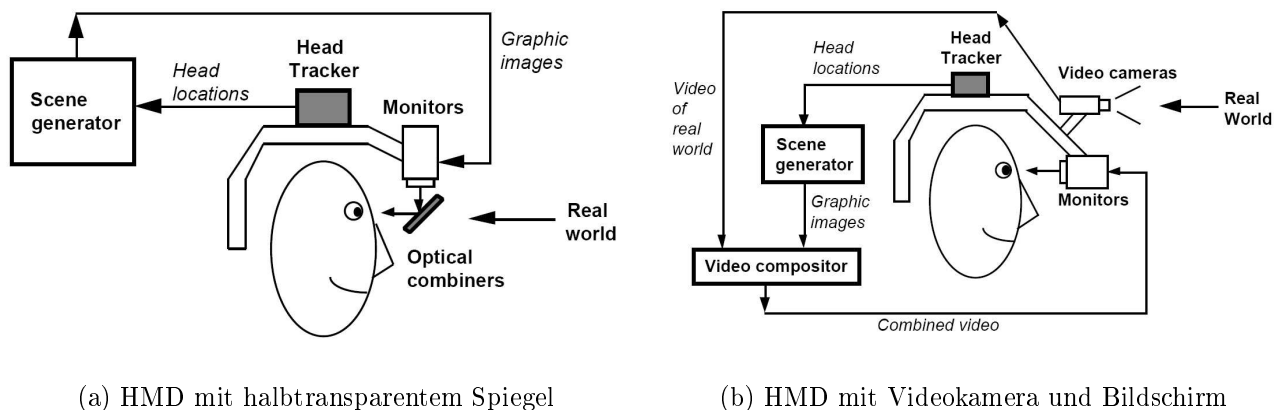 Graphic
images
Head
Tracker
Head
locations
Monitors
Scene
generator
Real
world
Optical
combiners
(a) HMD mit halbtransparentem Spiegel
Head
locations
Head
Tracker
Video cameras
Video
of
real
world
Real
World
Scene
generator
Graphic
images
Monitors
Video compositor
Combined video
(b) HMD mit Videokamera und Bildschirm